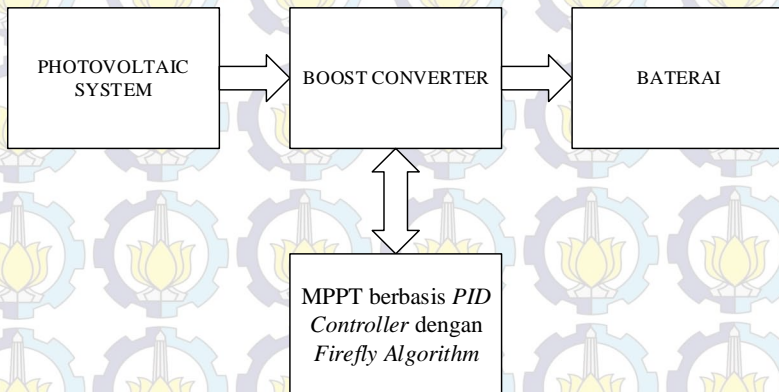 PHOTOVOLTAIC
SYSTEM
BOOST CONVERTER
BATERAI
MPPT berbasis PID
Controller dengan
Firefly Algorithm